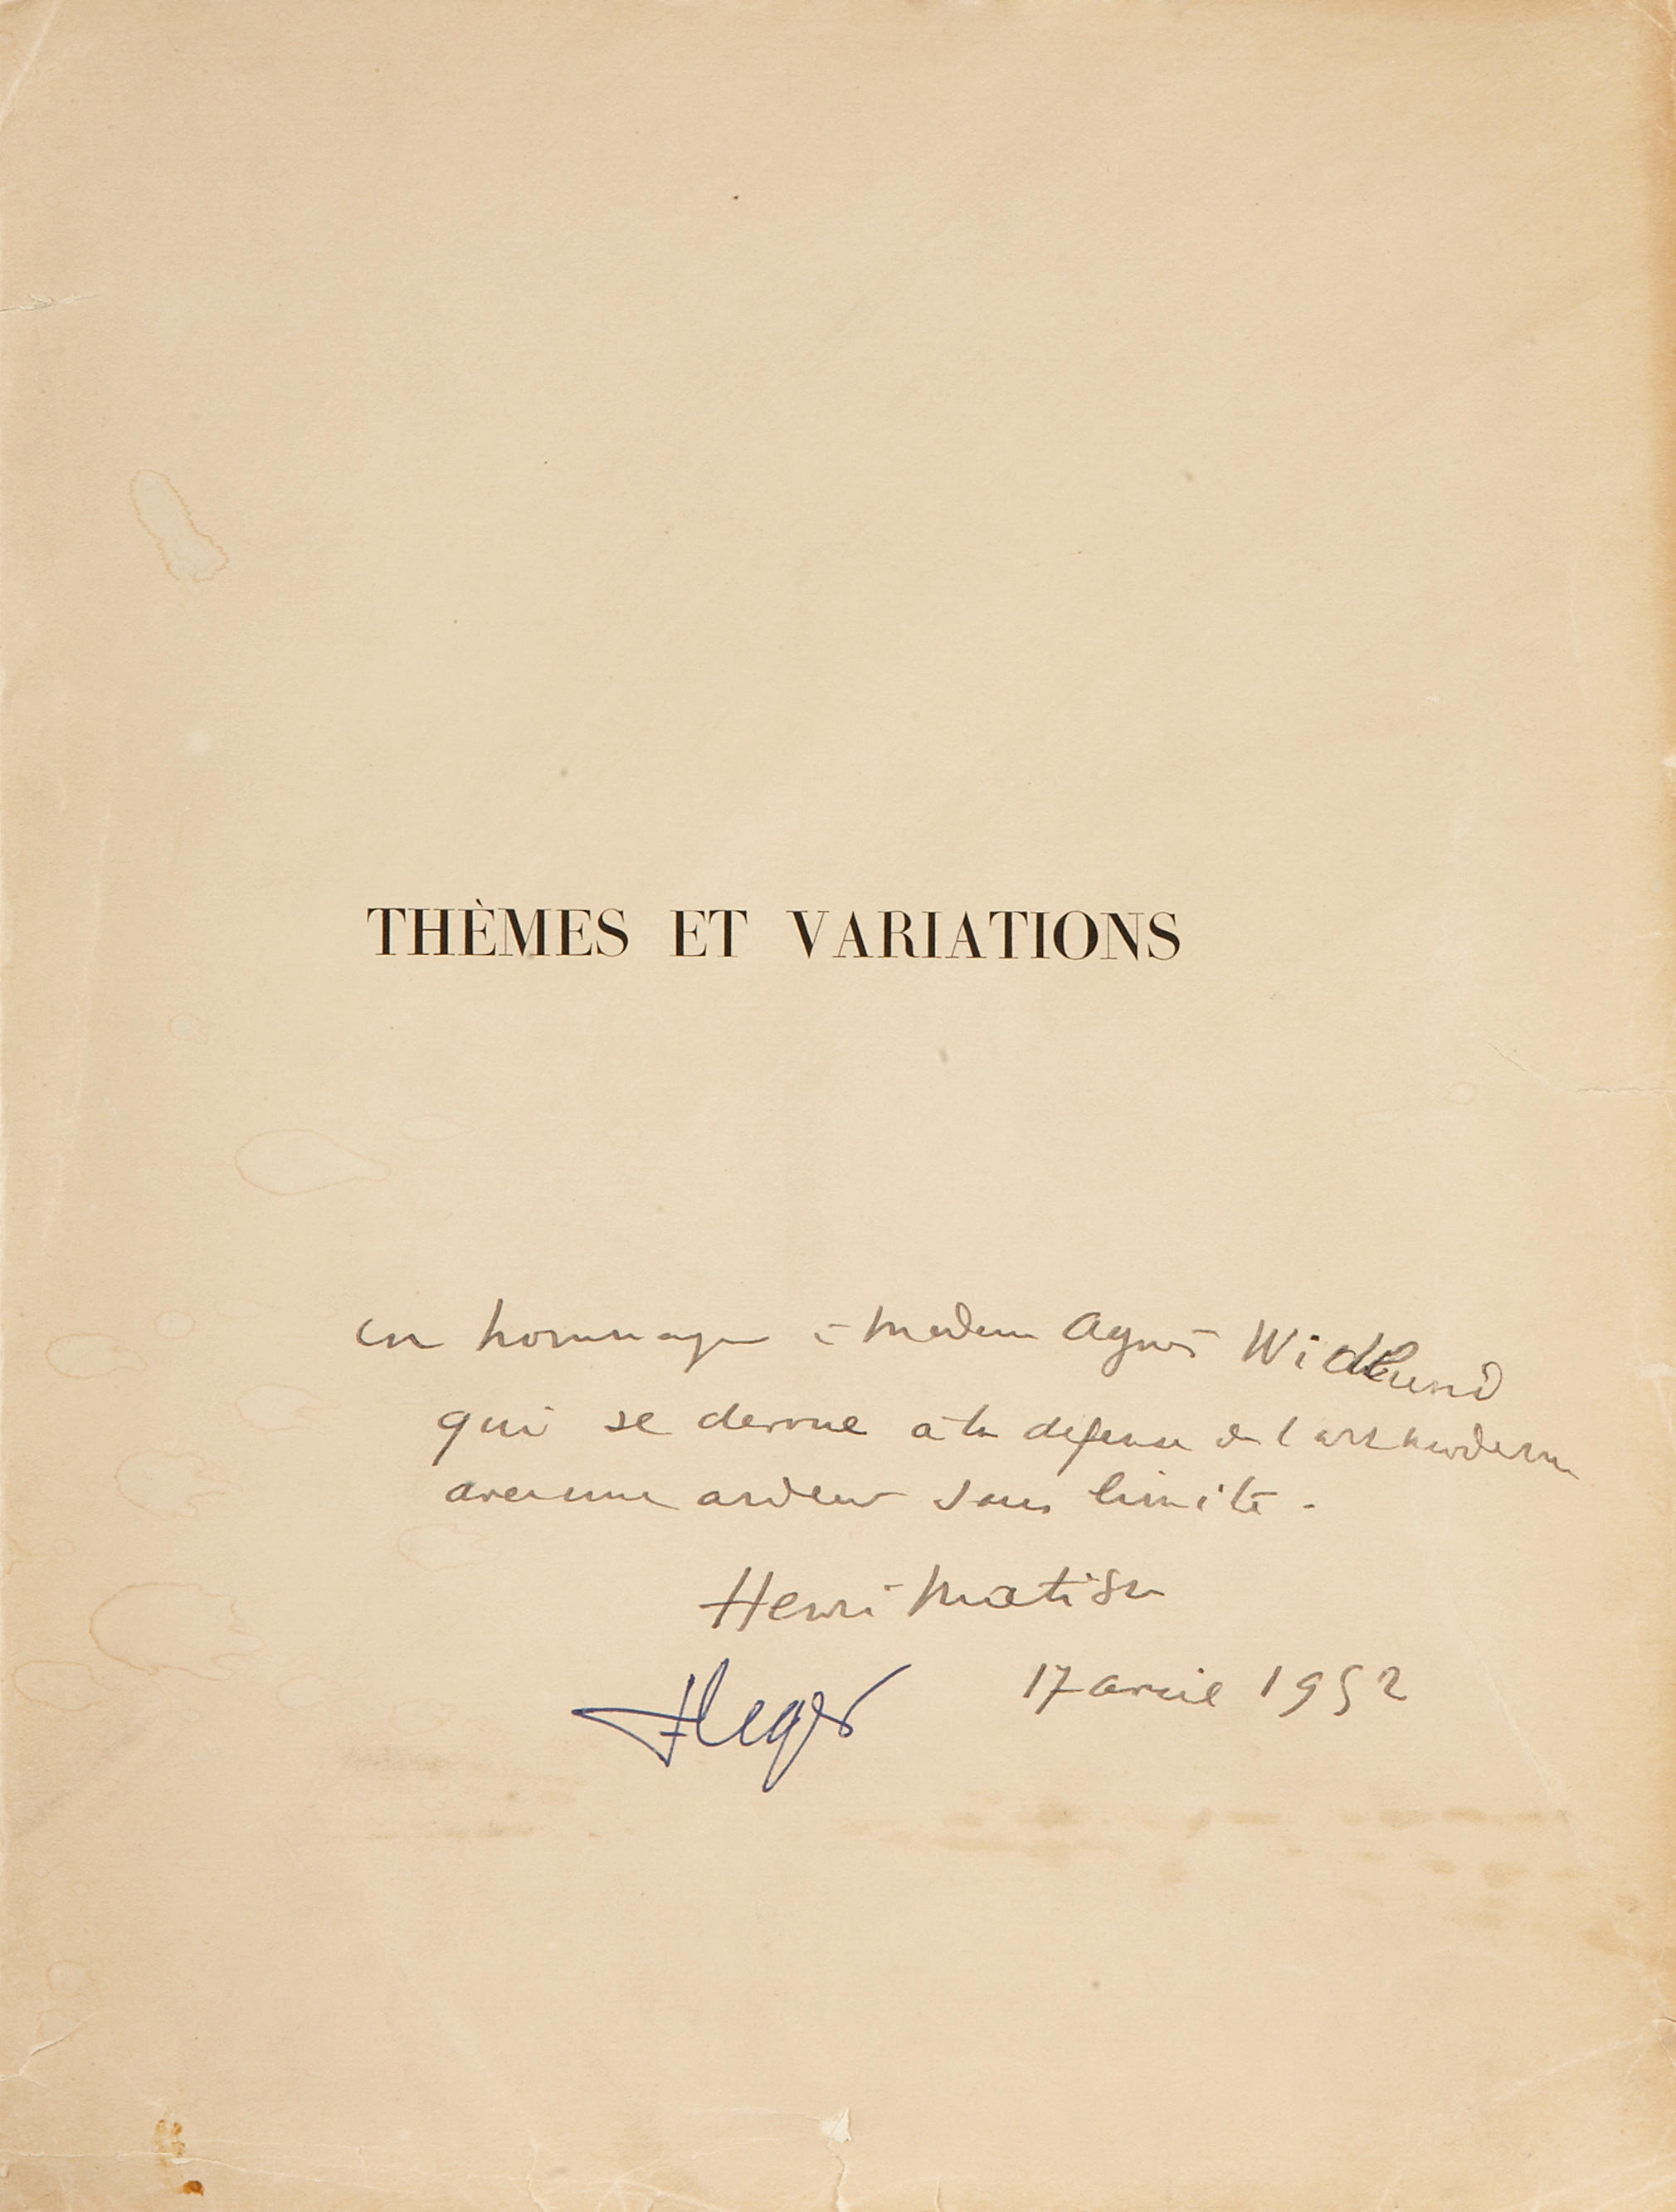 THÈMES ET VARIATIONS
en hommage à Madame Agnès Widlund
qui se dévoue à la défense de l'art moderne
avec une ardeur sans limite.
Henri Matisse
17 avril 1952
FLeger